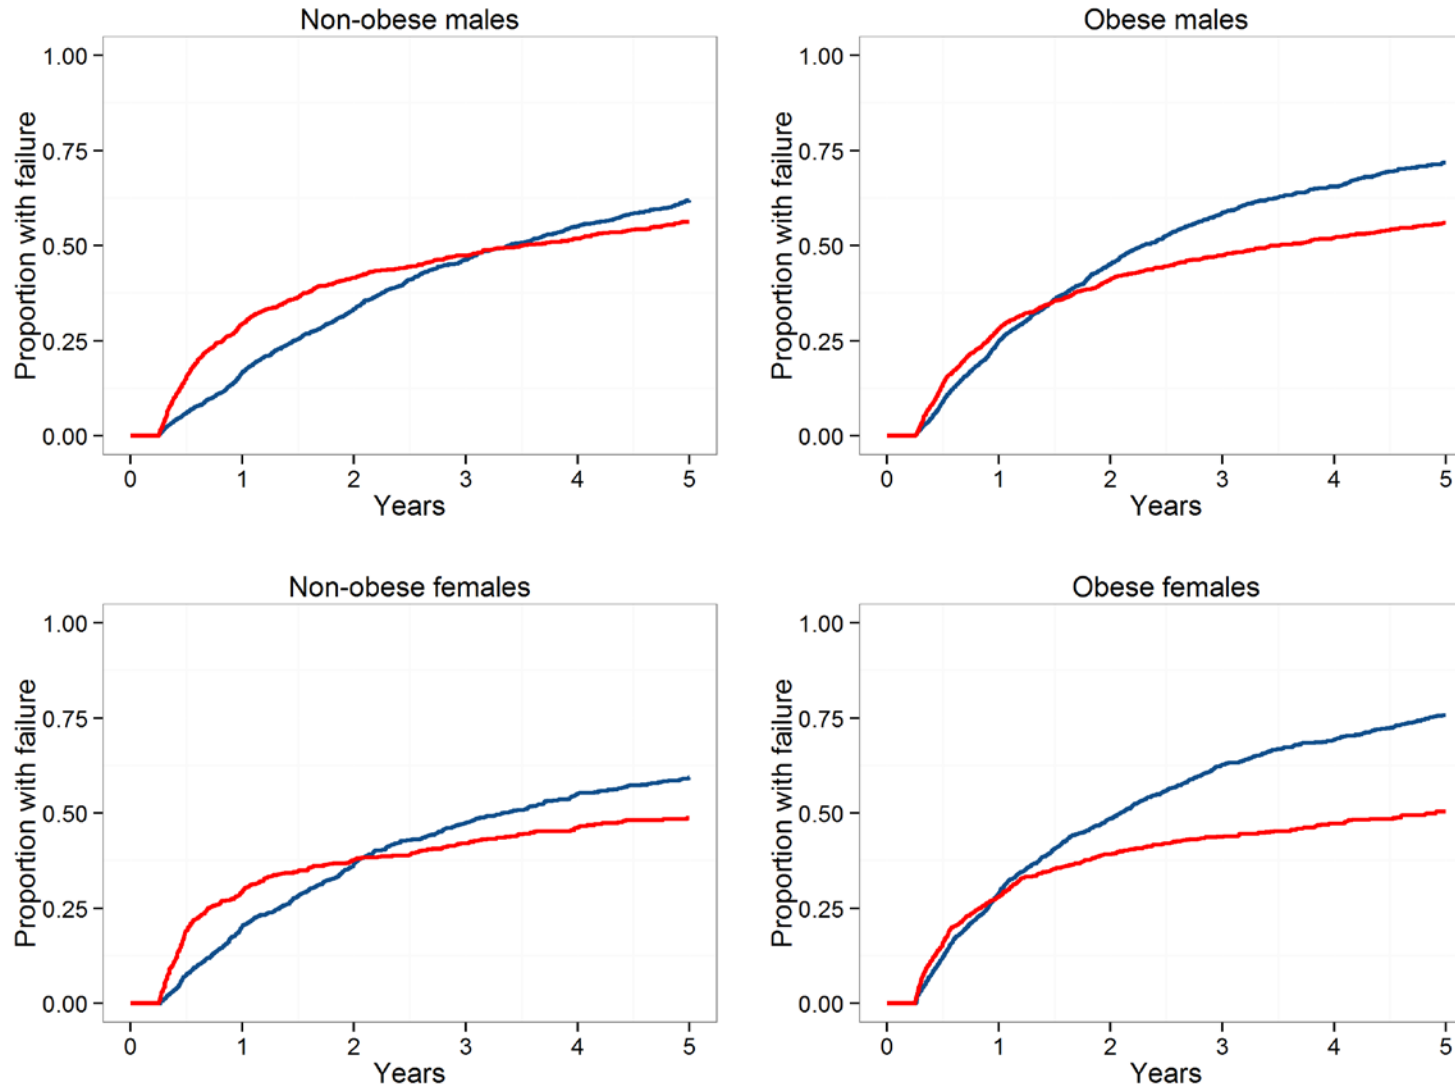 Non-obese males
Proportion with failure
1.00
0.75
0.50
0.25
0.00
0 1 2 3 4 5
Years
Obese males
Proportion with failure
1.00
0.75
0.50
0.25
0.00
0 1 2 3 4 5
Years
Non-obese females
Proportion with failure
1.00
0.75
0.50
0.25
0.00
0 1 2 3 4 5
Years
Obese females
Proportion with failure
1.00
0.75
0.50
0.25
0.00
0 1 2 3 4 5
Years